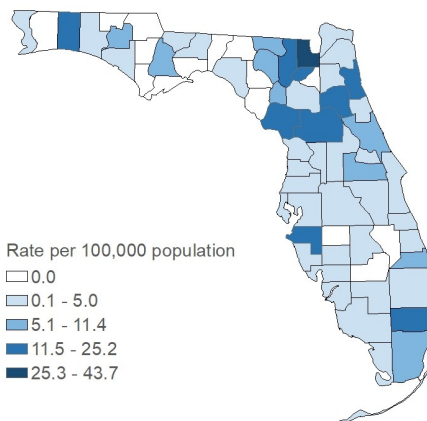 Rate per 100,000 population
0.0
0.1 - 5.0
5.1 - 11.4
11.5 - 25.2
25.3 - 43.7